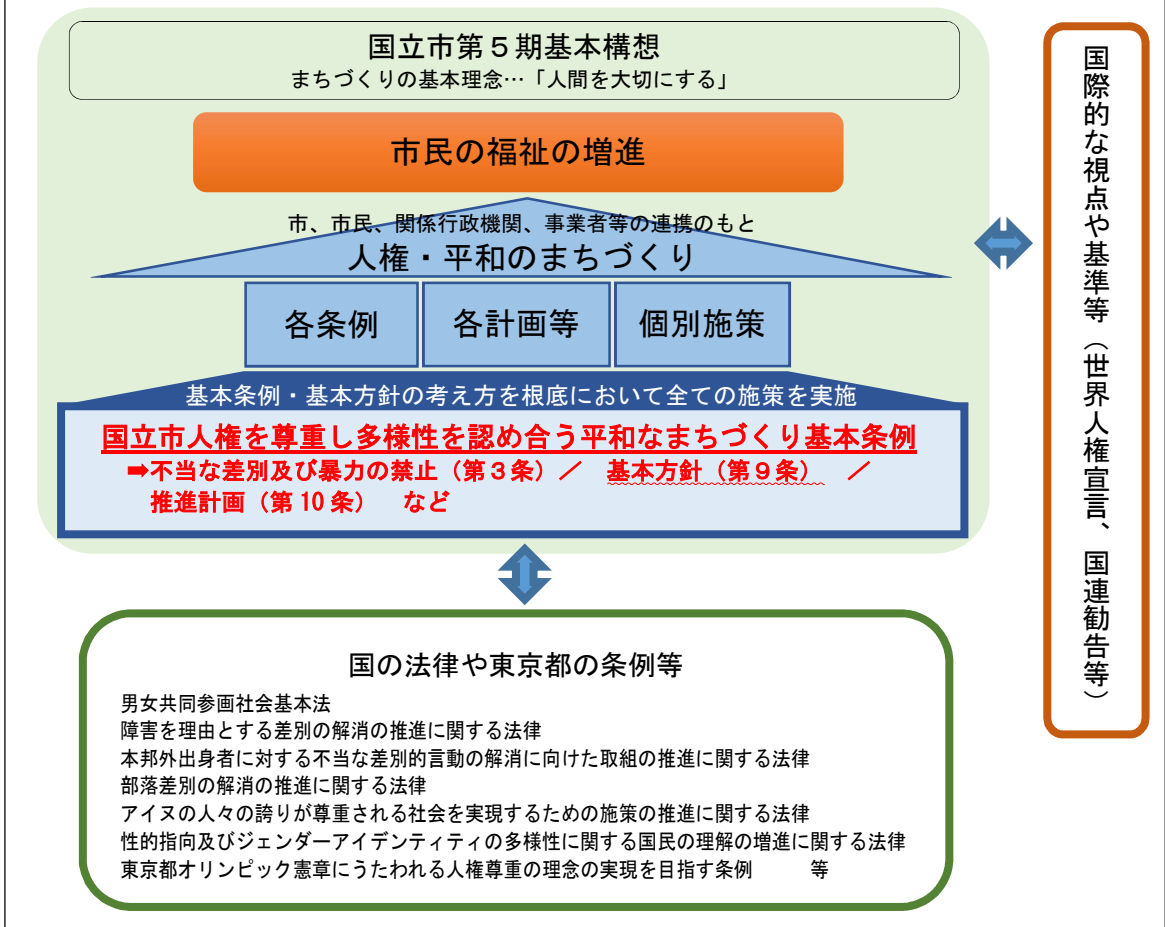 国立市第５期基本構想
まちづくりの基本理念…「人間を大切にする」
市民の福祉の増進
市、市民、関係行政機関、事業者等の連携のもと
人権・平和のまちづくり
各条例
各計画等
個別施策
基本条例・基本方針の考え方を根底において全ての施策を実施
国立市人権を尊重し多様性を認め合う平和なまちづくり基本条例
➡不当な差別及び暴力の禁止（第３条）／　基本方針（第９条）　／
推進計画（第10条）　など
国際的な視点や基準等（世界人権宣言、国連勧告等）
国の法律や東京都の条例等
男女共同参画社会基本法
障害を理由とする差別の解消の推進に関する法律
本邦外出身者に対する不当な差別的言動の解消に向けた取組の推進に関する法律
部落差別の解消の推進に関する法律
アイヌの人々の誇りが尊重される社会を実現するための施策の推進に関する法律
性的指向及びジェンダーアイデンティティの多様性に関する国民の理解の増進に関する法律
東京都オリンピック憲章にうたわれる人権尊重の理念の実現を目指す条例　　　等